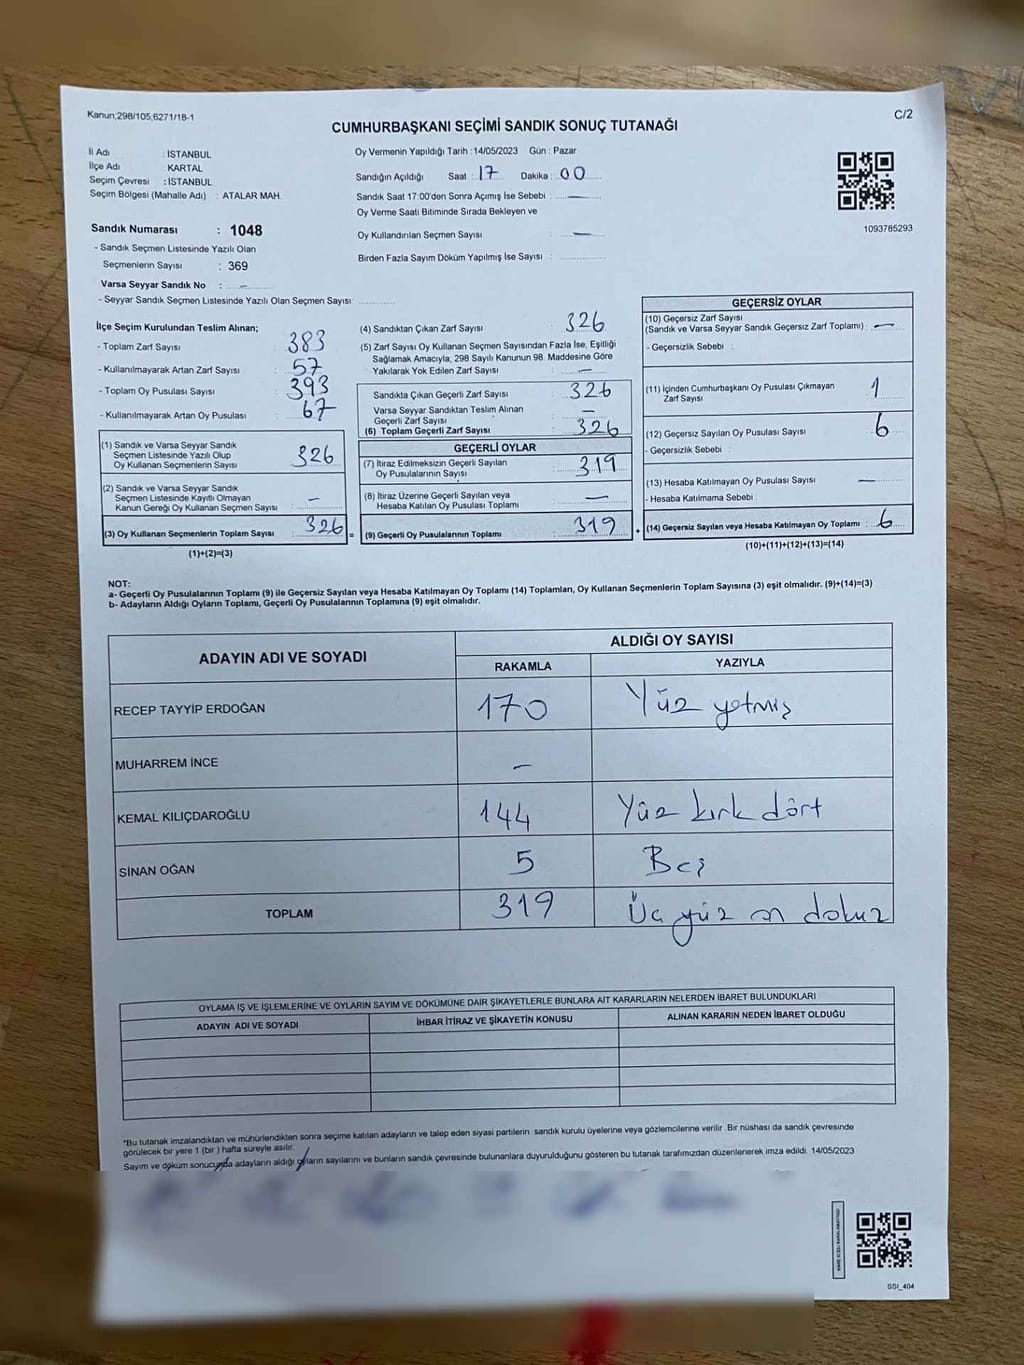 Kanun:298/105,6271/18-1
C/2
CUMHURBAŞKANI SEÇİMİ SANDIK SONUÇ TUTANAĞI
İl Adı : İSTANBUL
İlçe Adı : KARTAL
Seçim Çevresi : İSTANBUL
Seçim Bölgesi (Mahalle Adı) : ATALAR MAH.
Oy Vermenin Yapıldığı Tarih : 14/05/2023 Gün : Pazar
Sandığın Açıldığı Saat : 17 Dakika : 00
Sandık Saat 17:00'den Sonra Açımış İse Sebebi : —
Oy Verme Saati Bitiminde Sırada Bekleyen ve
Oy Kullandırılan Seçmen Sayısı : —
Birden Fazla Sayım Döküm Yapılmış İse Sayısı :
1093785293
Sandık Numarası : 1048
- Sandık Seçmen Listesinde Yazılı Olan
Seçmenlerin Sayısı : 369
Varsa Seyyar Sandık No : —
- Seyyar Sandık Seçmen Listesinde Yazılı Olan Seçmen Sayısı:
İlçe Seçim Kurulundan Teslim Alınan;
- Toplam Zarf Sayısı : 383
- Kullanılmayarak Artan Zarf Sayısı : 57
- Toplam Oy Pusulası Sayısı : 393
- Kullanılmayarak Artan Oy Pusulası : 67
(1) Sandık ve Varsa Seyyar Sandık
Seçmen Listesinde Yazılı Olup
Oy Kullanan Seçmenlerin Sayısı : 326
(2) Sandık ve Varsa Seyyar Sandık
Seçmen Listesinde Kayıtlı Olmayan
Kanun Gereği Oy Kullanan Seçmen Sayısı : —
(3) Oy Kullanan Seçmenlerin Toplam Sayısı : 326 =
(1)+(2)=(3)
(4) Sandıktan Çıkan Zarf Sayısı : 326
(5) Zarf Sayısı Oy Kullanan Seçmen Sayısından Fazla İse, Eşitliği
Sağlamak Amacıyla, 298 Sayılı Kanunun 98. Maddesine Göre
Yakılarak Yok Edilen Zarf Sayısı : —
Sandıkta Çıkan Geçerli Zarf Sayısı : 326
Varsa Seyyar Sandıktan Teslim Alınan
Geçerli Zarf Sayısı : —
(6) Toplam Geçerli Zarf Sayısı : 326
GEÇERLİ OYLAR
(7) İtiraz Edilmeksizin Geçerli Sayılan
Oy Pusulalarının Sayısı : 319
(8) İtiraz Üzerine Geçerli Sayılan veya
Hesaba Katılan Oy Pusulası Toplamı : —
(9) Geçerli Oy Pusulalarının Toplamı : 319 +
GEÇERSİZ OYLAR
(10) Geçersiz Zarf Sayısı
(Sandık ve Varsa Seyyar Sandık Geçersiz Zarf Toplamı) : —
- Geçersizlik Sebebi :
(11) İçinden Cumhurbaşkanı Oy Pusulası Çıkmayan
Zarf Sayısı : 1
(12) Geçersiz Sayılan Oy Pusulası Sayısı : 6
- Geçersizlik Sebebi :
(13) Hesaba Katılmayan Oy Pusulası Sayısı : —
- Hesaba Katılmama Sebebi :
(14) Geçersiz Sayılan veya Hesaba Katılmayan Oy Toplamı : 6
(10)+(11)+(12)+(13)=(14)
NOT:
a- Geçerli Oy Pusulalarının Toplamı (9) ile Geçersiz Sayılan veya Hesaba Katılmayan Oy Toplamı (14) Toplamları, Oy Kullanan Seçmenlerin Toplam Sayısına (3) eşit olmalıdır. (9)+(14)=(3)
b- Adayların Aldığı Oyların Toplamı, Geçerli Oy Pusulalarının Toplamına (9) eşit olmalıdır.
ADAYIN ADI VE SOYADI
ALDIĞI OY SAYISI
RAKAMLA YAZIYLA
RECEP TAYYİP ERDOĞAN 170 Yüz yetmiş
MUHARREM İNCE —
KEMAL KILIÇDAROĞLU 144 Yüz kırk dört
SİNAN OĞAN 5 Beş
TOPLAM 319 Üç yüz on dokuz
OYLAMA İŞ VE İŞLEMLERİNE VE OYLARIN SAYIM VE DÖKÜMÜNE DAİR ŞİKAYETLERLE BUNLARA AİT KARARLARIN NELERDEN İBARET BULUNDUKLARI
ADAYIN ADI VE SOYADI İHBAR İTİRAZ VE ŞİKAYETİN KONUSU ALINAN KARARIN NEDEN İBARET OLDUĞU
*Bu tutanak imzalandıktan ve mühürlendikten sonra seçime katılan adayların ve talep eden siyasi partilerin sandık kurulu üyelerine veya gözlemcilerine verilir. Bir nüshası da sandık çevresinde
görülecek bir yere 1 (bir) hafta süreyle asılır.
Sayım ve döküm sonucunda adayların aldığı oyların sayılarını ve bunların sandık çevresinde bulunanlara duyurulduğunu gösteren bu tutanak tarafımızdan düzenlenerek imza edildi. 14/05/2023
SSI_404